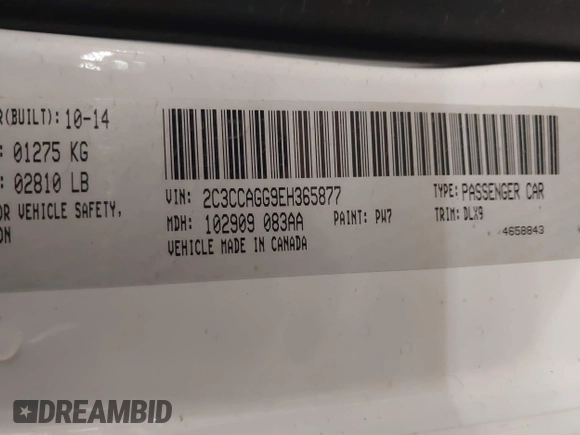 R(BUILT): 10-14
01275 KG
02810 LB
OR VEHICLE SAFETY,
ON
VIN: 2C3CCAGG9EH365877
TYPE: PASSENGER CAR
MDH: 102909 083AA
PAINT: PW7
TRIM: DLX9
VEHICLE MADE IN CANADA
4658843
DREAMBID